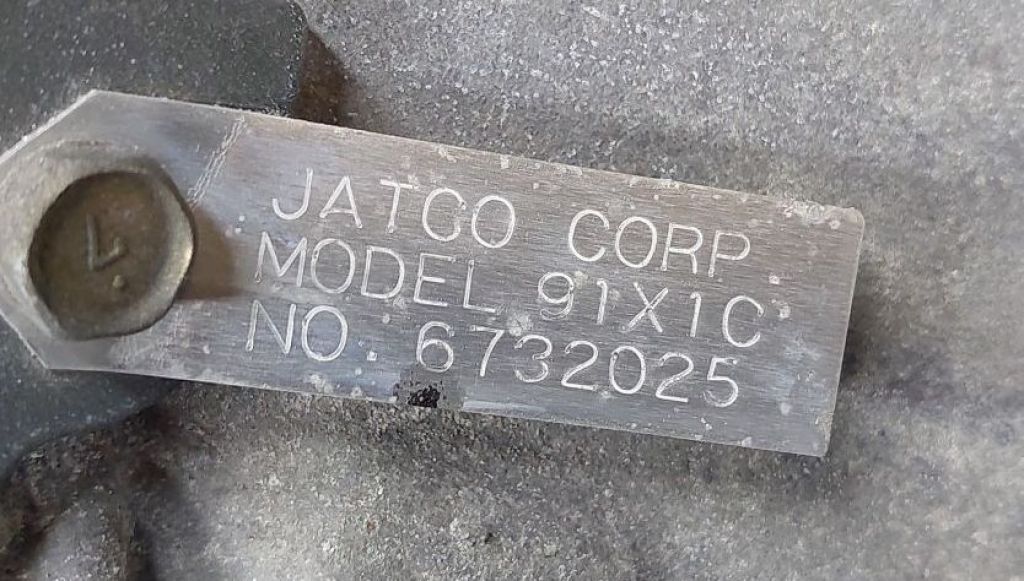 JATCO CORP.
MODEL 91X1C
NO. 6732025